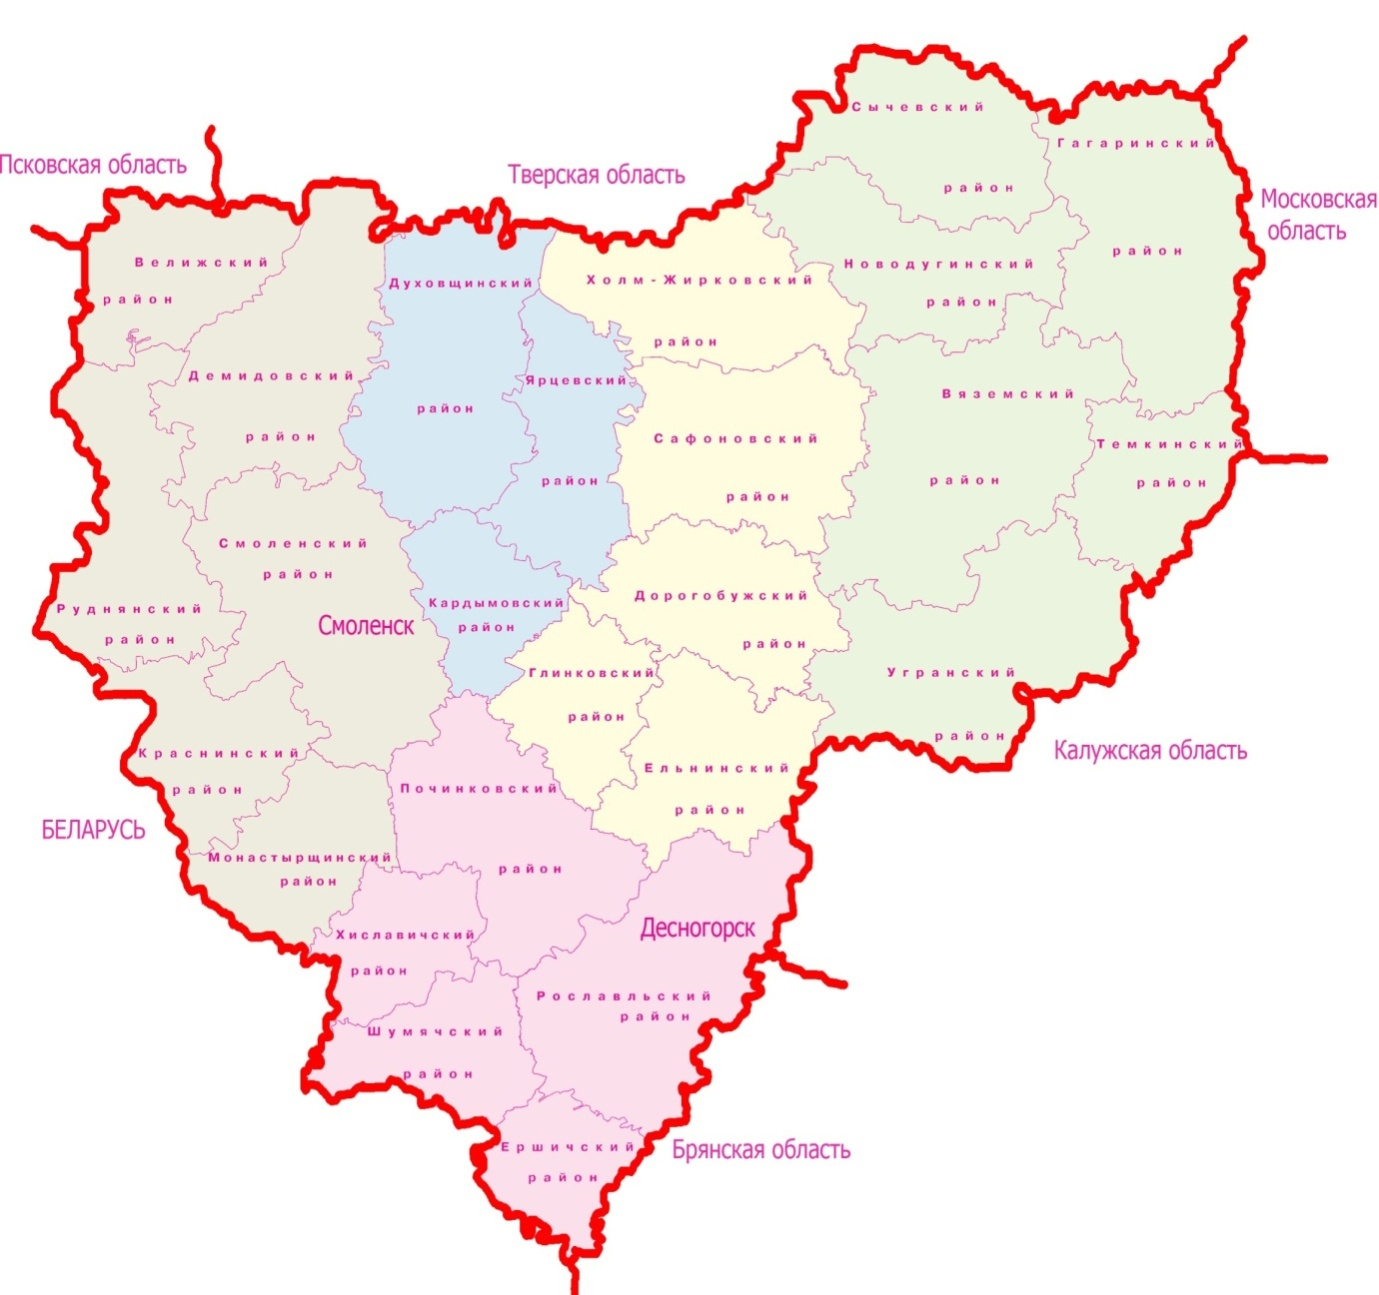 Сычевский
район
Гагаринский
район
Псковская область
Тверская область
Московская
область
Велижский
район
Духовщинский
район
Холм-Жирковский
район
Новодугинский
район
Демидовский
район
Ярцевский
район
Сафоновский
район
Вяземский
район
Темкинский
район
Смоленский
район
Смоленск
Руднянский
район
Кардымовский
район
Дорогобужский
район
Глинковский
район
Угранский
район
Краснинский
район
Починковский
район
Ельнинский
район
Калужская область
БЕЛАРУСЬ
Монастырщинский
район
Хиславичский
район
Десногорск
Рославльский
район
Шумячский
район
Ершичский
район
Брянская область